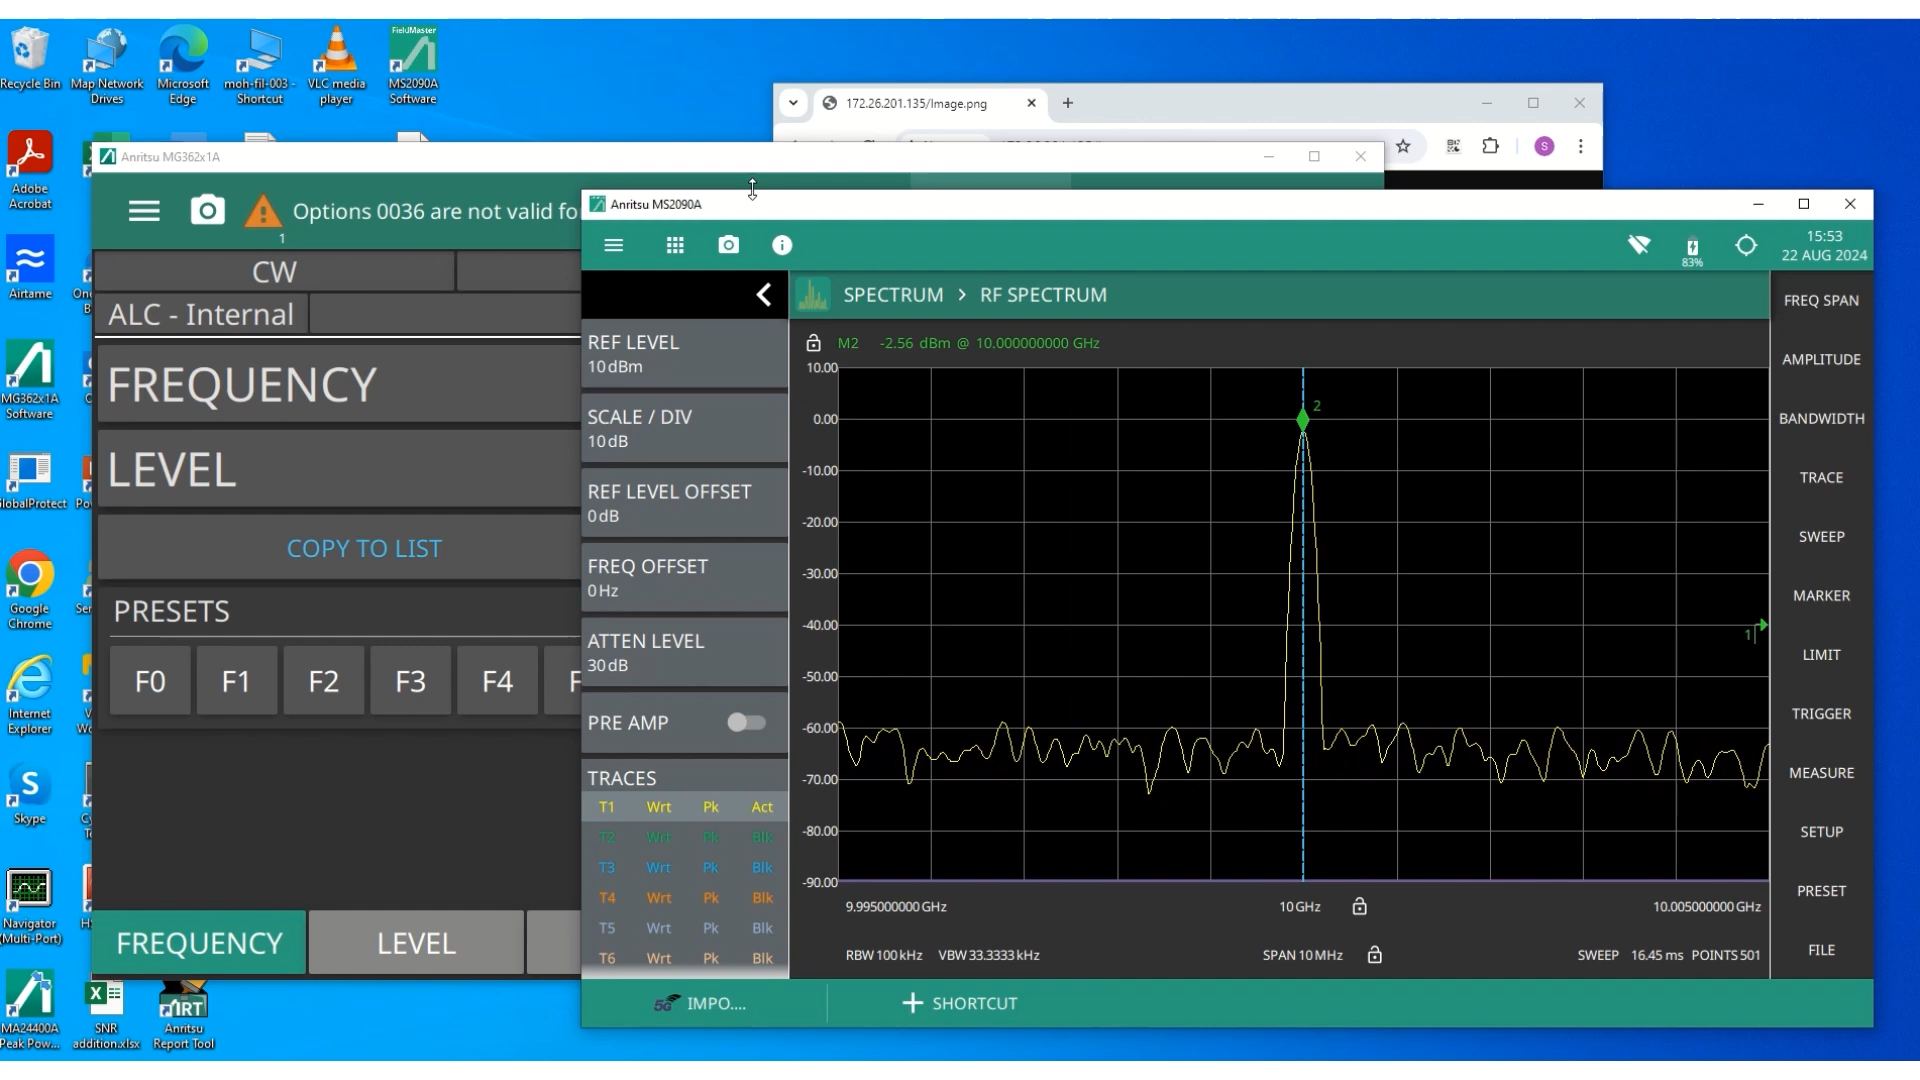 FieldMaster
Recycle Bin
Map Network Drives
Microsoft Edge
moh-fil-003 - Shortcut
VLC media player
MS2090A Software
172.26.201.135/Image.png
S
Adobe Acrobat
Airtame
MG362x1A Software
GlobalProtect
Google Chrome
Internet Explorer
Skype
Navigator (Multi-Port)
MA24400A Peak Pow...
SNR addition.xlsx
Anritsu Report Tool
Anritsu MG362x1A
1
Options 0036 are not valid fo
CW
ALC - Internal
FREQUENCY
LEVEL
COPY TO LIST
PRESETS
F0 F1 F2 F3 F4 F
FREQUENCY LEVEL
Anritsu MS2090A
83%
15:53
22 AUG 2024
SPECTRUM > RF SPECTRUM
REF LEVEL
10 dBm
SCALE / DIV
10 dB
REF LEVEL OFFSET
0 dB
FREQ OFFSET
0 Hz
ATTEN LEVEL
30 dB
PRE AMP
TRACES
T1 Wrt Pk Act
T2 Wrt Pk Blk
T3 Wrt Pk Blk
T4 Wrt Pk Blk
T5 Wrt Pk Blk
T6 Wrt Pk Blk
M2 -2.56 dBm @ 10.000000000 GHz
10.00
0.00
-10.00
-20.00
-30.00
-40.00
-50.00
-60.00
-70.00
-80.00
-90.00
2
1
9.995000000 GHz 10 GHz 10.005000000 GHz
RBW 100 kHz VBW 33.3333 kHz SPAN 10 MHz SWEEP 16.45 ms POINTS 501
FREQ SPAN
AMPLITUDE
BANDWIDTH
TRACE
SWEEP
MARKER
LIMIT
TRIGGER
MEASURE
SETUP
PRESET
FILE
5G IMPO....
+ SHORTCUT